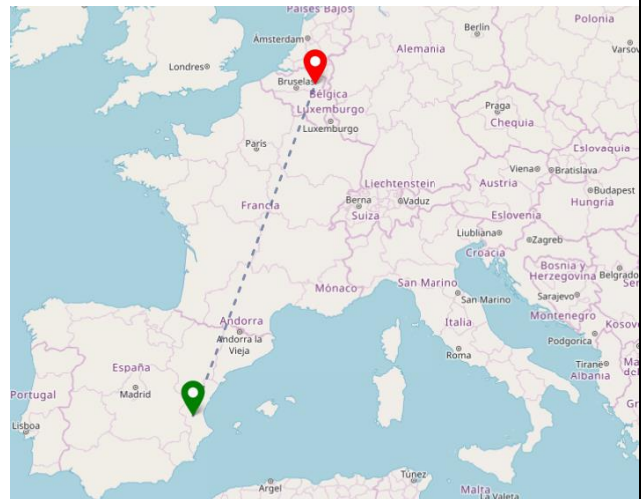 Países Bajos
Berlín
Polonia
Ámsterdam
Alemania
Londres
Bruselas
Bélgica
Luxemburgo
Praga
Luxemburgo
Chequia
París
Eslovaquia
Viena
Bratislava
Liechtenstein
Austria
Budapest
Francia
Berna
Vaduz
Hungría
Suiza
Eslovenia
Liubliana
Zagreb
Croacia
Bosnia y
Herzegovina
Belgrado
Mónaco
San Marino
San Marino
Sarajevo
Montenegro
Andorra
Italia
Podgorica
Andorra la
Vieja
Roma
Tirane
España
Albania
Portugal
Madrid
Lisboa
Argel
Túnez
Malta
La Valeta